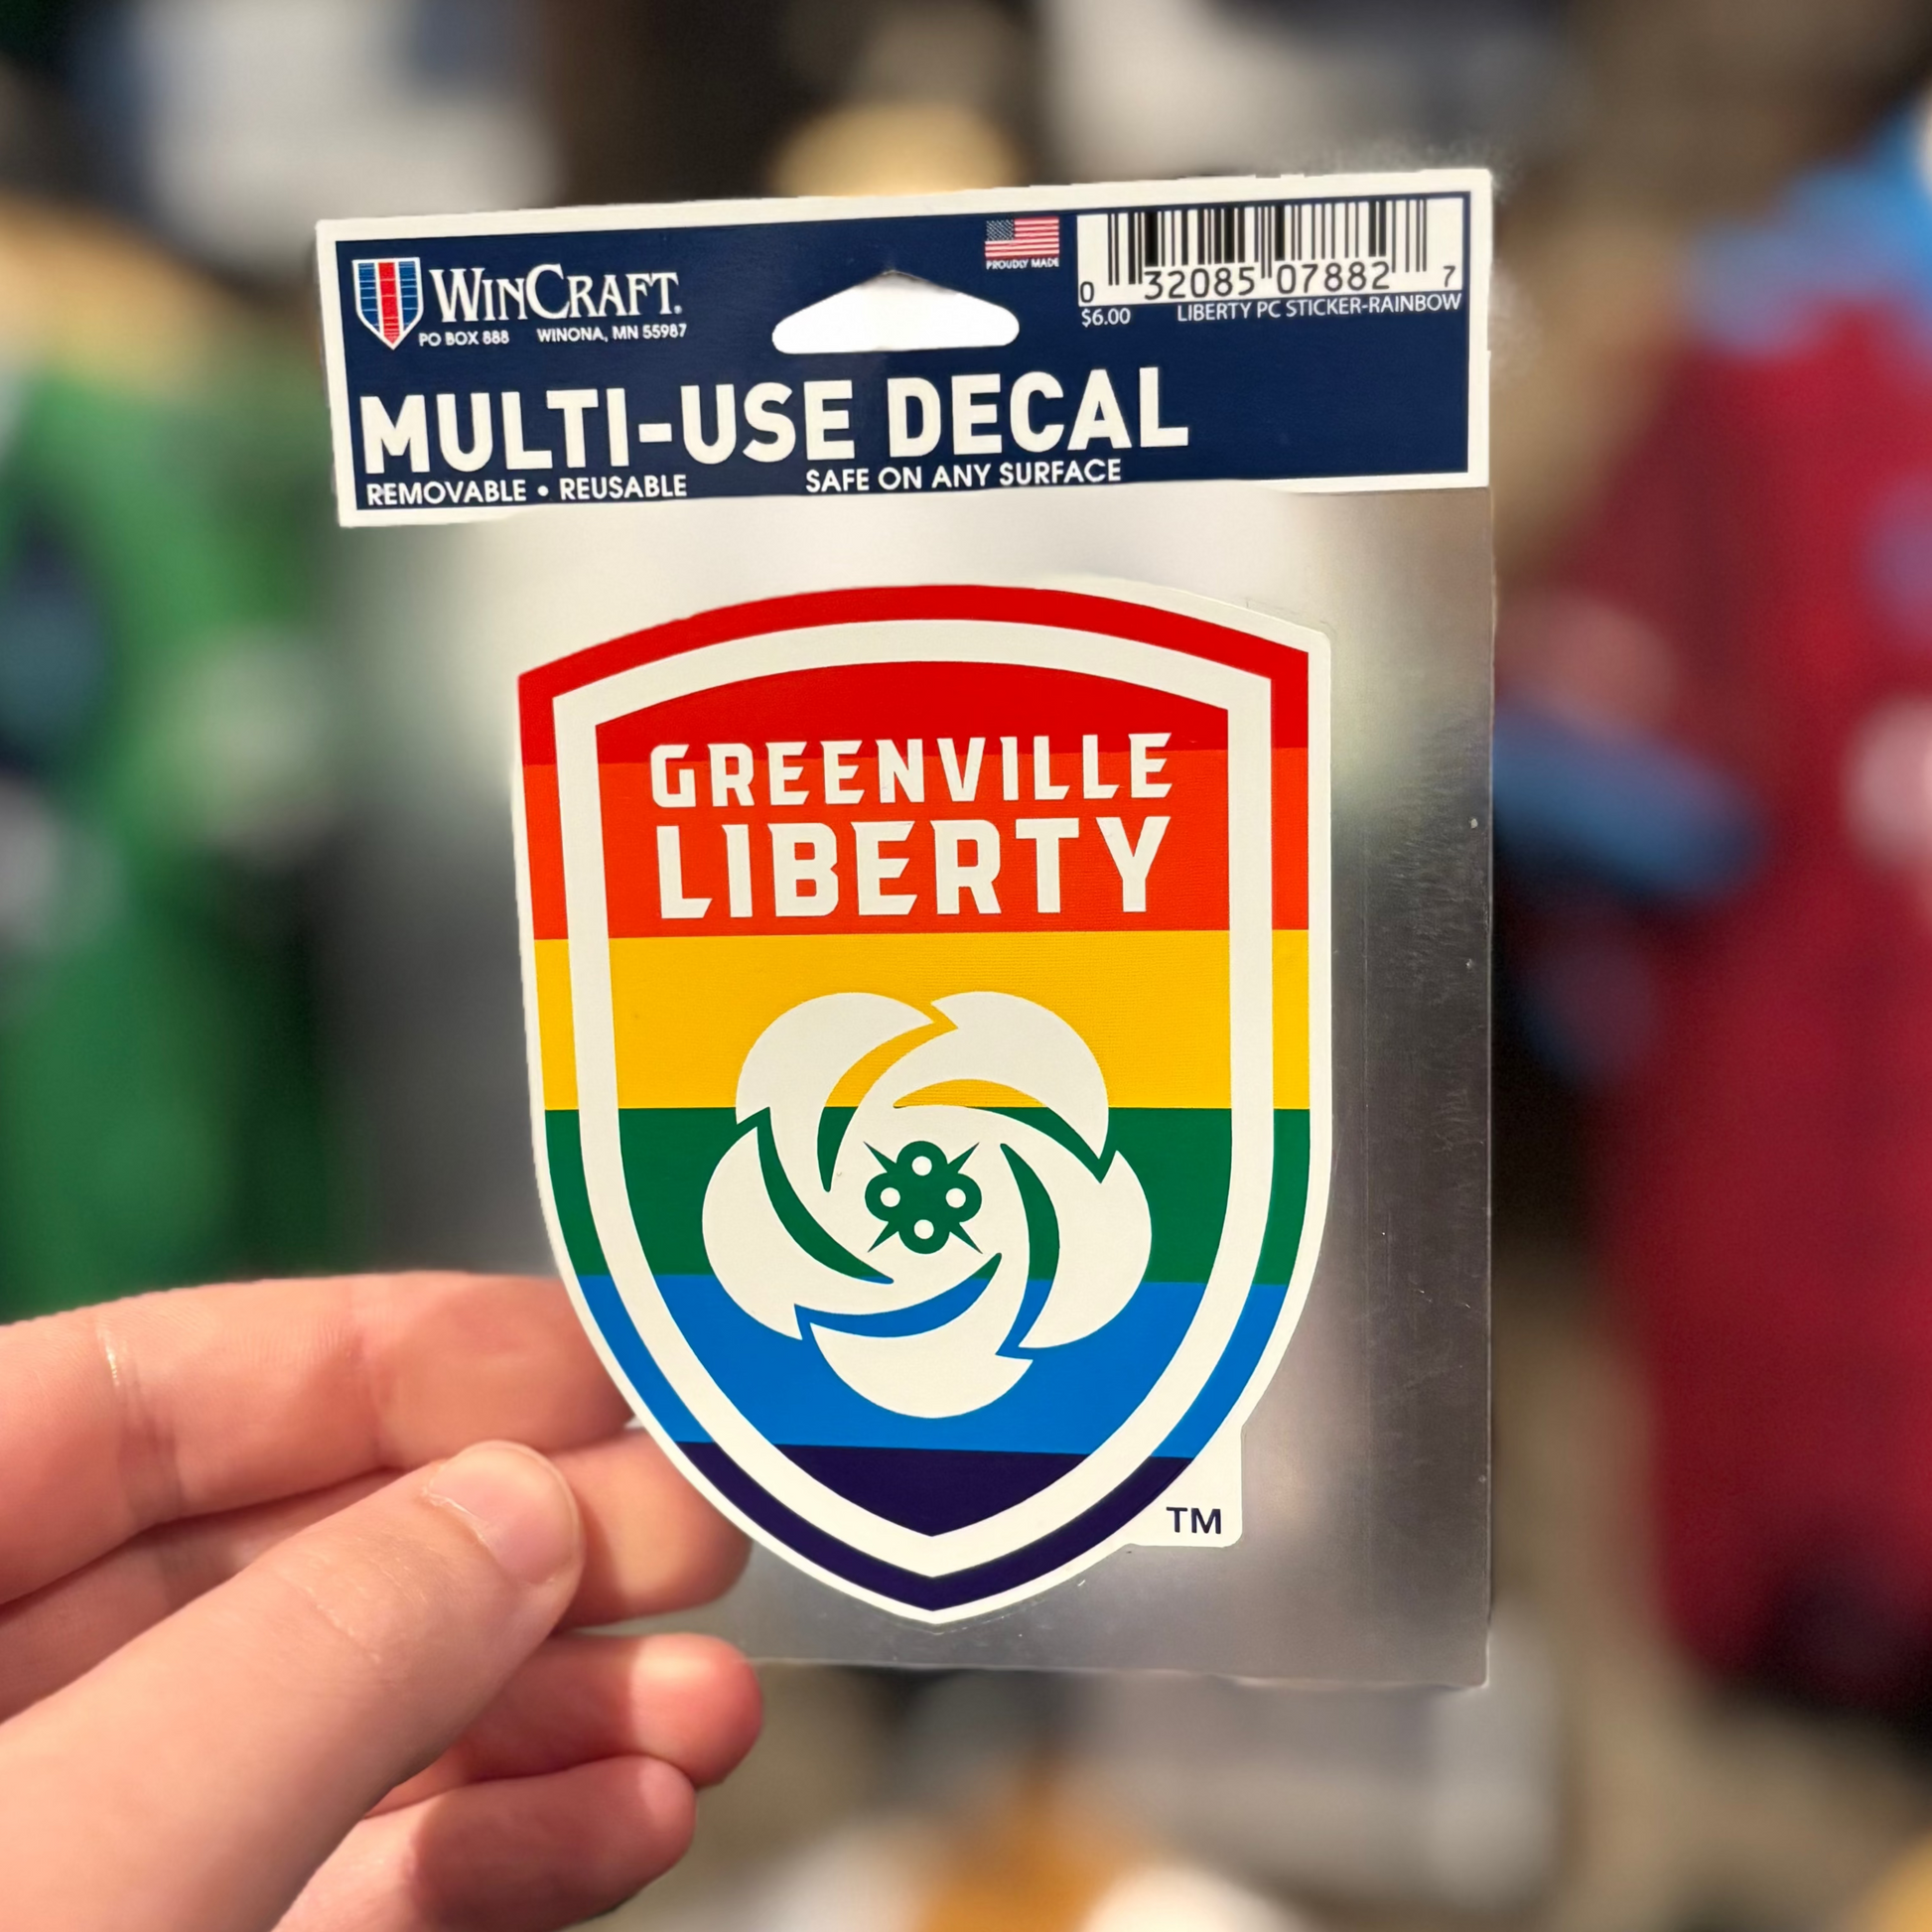 WINCRAFT®
PO BOX 888 WINONA, MN 55987
PROUDLY MADE
0 32085 07882 7
$6.00 LIBERTY PC STICKER-RAINBOW
MULTI-USE DECAL
REMOVABLE • REUSABLE SAFE ON ANY SURFACE
GREENVILLE
LIBERTY
TM